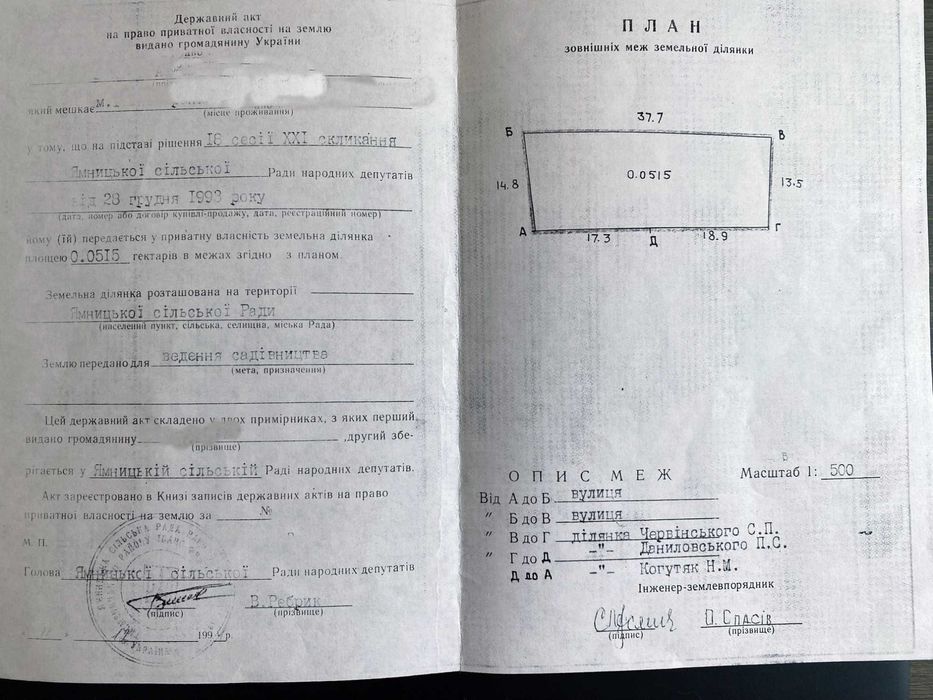 Державний акт
на право приватної власності на землю
видано громадянину України
який мешкає м.
(місце проживання)
у тому, що на підставі рішення 18 сесії XXI скликання
Ямницької сільської Ради народних депутатів
від 28 грудня 1993 року
(дата, номер або договір купівлі-продажу, дата, реєстраційний номер)
йому (їй) передається у приватну власність земельна ділянка
площею 0.0515 гектарів в межах згідно з планом.
Земельна ділянка розташована на території
Ямницької сільської Ради
(населений пункт, сільська, селищна, міська Рада)
Землю передано для ведення садівництва
(мета, призначення)
Цей державний акт складено у двох примірниках, з яких перший
видано громадянину ,другий збе-
(прізвище)
рігається у Ямницькій сільській Раді народних депутатів.
Акт зареєстровано в Книзі записів державних актів на право
приватної власності на землю за №
М. П.
Голова Ямницької сільської Ради народних депутатів
В.Ребрик
(підпис) (прізвище)
199 р.
ПЛАН
зовнішніх меж земельної ділянки
37.7
Б В
14.8 0.0515 13.5
А Г
17.3 Д 18.9
ОПИС МЕЖ Масштаб 1: 500
Від А до Б вулиця
" Б до В вулиця
" В до Г ділянка Червінського С.П.
" Г до Д -"- Даниловського П.С.
Д до А -"- Когутяк Н.М.
Інженер-землевпорядник
П. Спасів
(підпис) (прізвище)